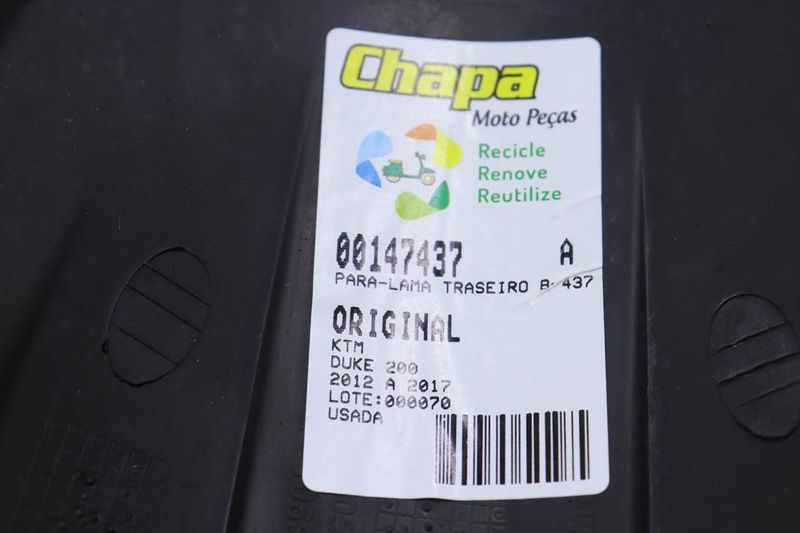 Chapa
Moto Peças
Recicle
Renove
Reutilize
00147437 A
PARA-LAMA TRASEIRO A-437
ORIGINAL
KTM
DUKE 200
2012 A 2017
LOTE:000070
USADA